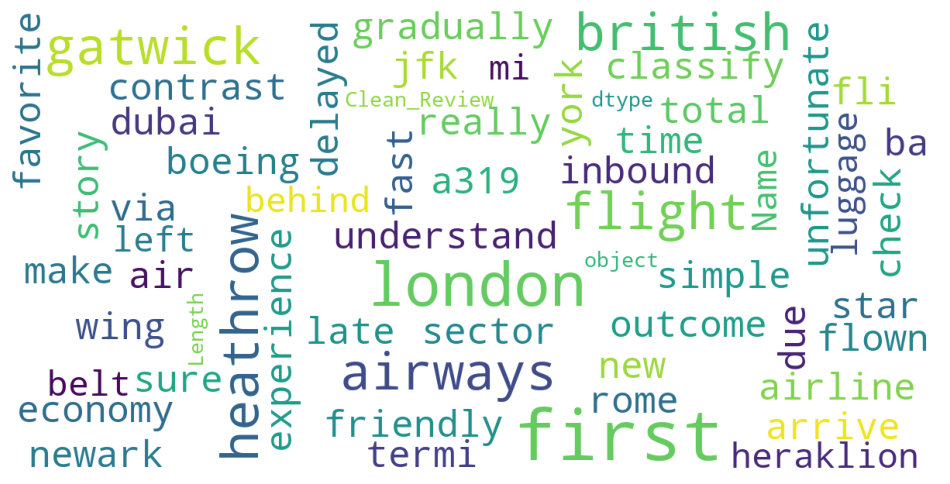 favorite
gatwick
contrast
dubai
boeing
delayed
gradually
british
jfk
mi
york
classify
Clean_Review
dtype
really
total
time
unfortunate
fli
luggage
ba
story
via
left
behind
fast
a319
inbound
flight
Name
check
make
air
heathrow
experience
understand
london
object
simple
star
flown
wing
Length
late
sector
outcome
due
belt
sure
airways
new
airline
economy
rome
friendly
first
arrive
newark
termi
heraklion